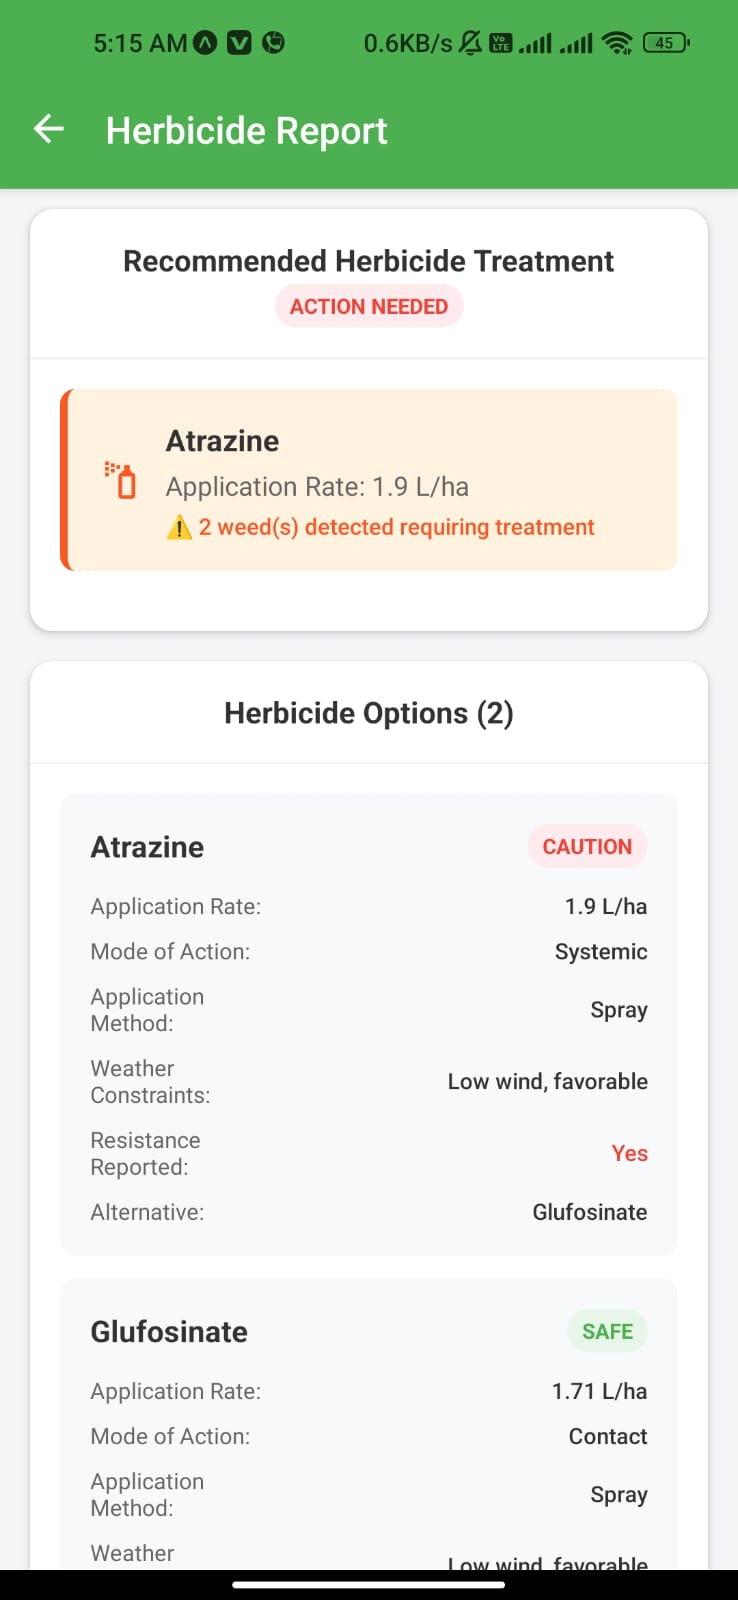 5:15 AM 0.6KB/s Vo LTE 45
Herbicide Report
Recommended Herbicide Treatment
ACTION NEEDED
Atrazine
Application Rate: 1.9 L/ha
⚠️ 2 weed(s) detected requiring treatment
Herbicide Options (2)
Atrazine CAUTION
Application Rate: 1.9 L/ha
Mode of Action: Systemic
Application
Method: Spray
Weather
Constraints: Low wind, favorable
Resistance
Reported: Yes
Alternative: Glufosinate
Glufosinate SAFE
Application Rate: 1.71 L/ha
Mode of Action: Contact
Application
Method: Spray
Weather
Low wind, favorable